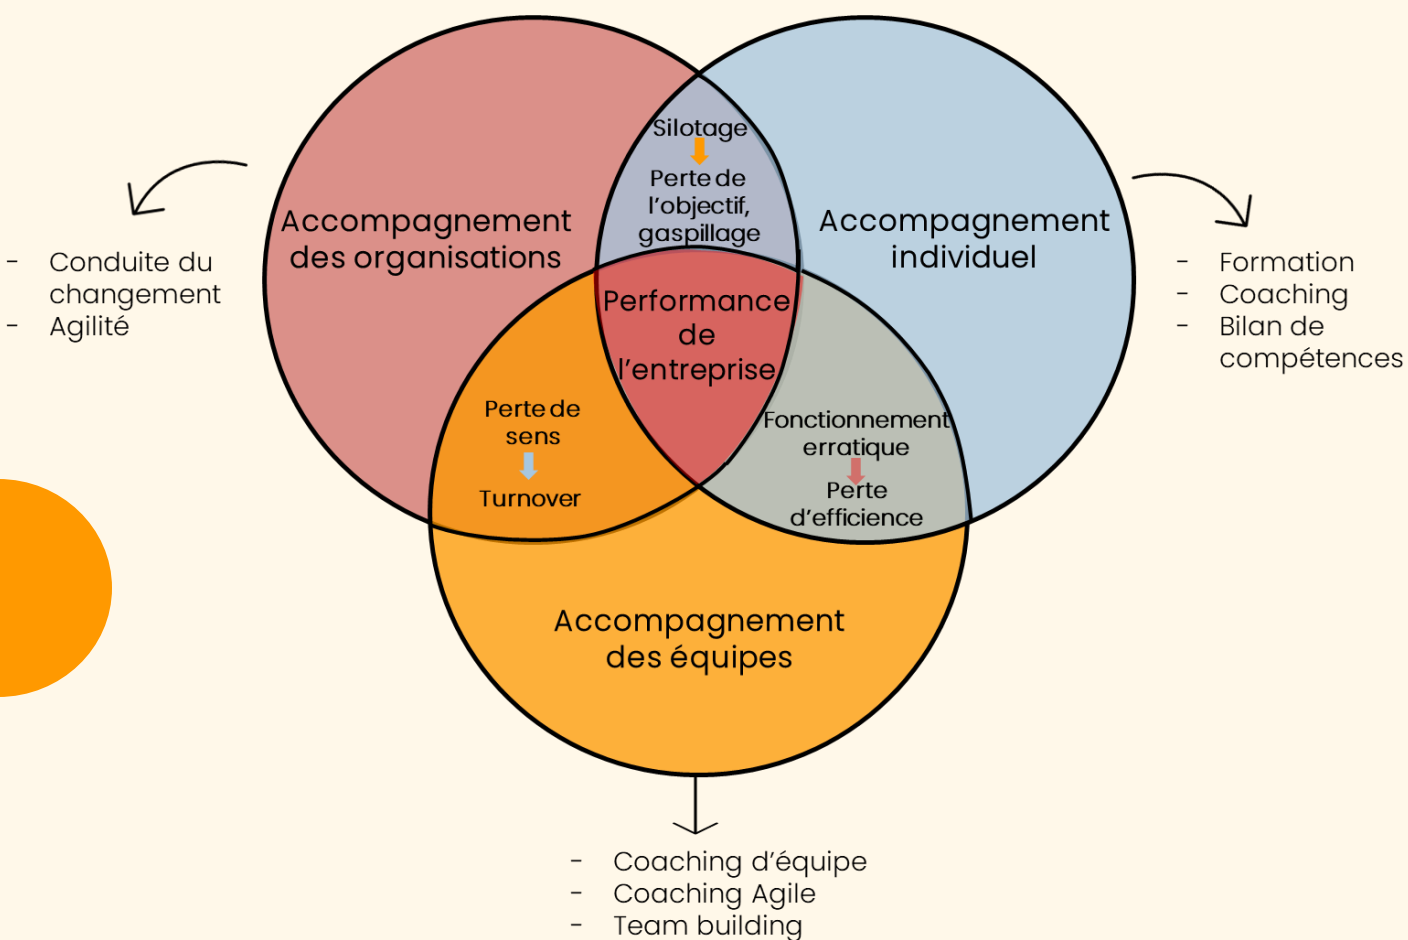 Silotage
Perte de
l'objectif,
gaspillage
Accompagnement
des organisations
Accompagnement
individuel
- Conduite du
changement
- Agilité
- Formation
- Coaching
- Bilan de
compétences
Performance
de
l'entreprise
Perte de
sens
Turnover
Fonctionnement
erratique
Perte
d'efficience
Accompagnement
des équipes
- Coaching d'équipe
- Coaching Agile
- Team building